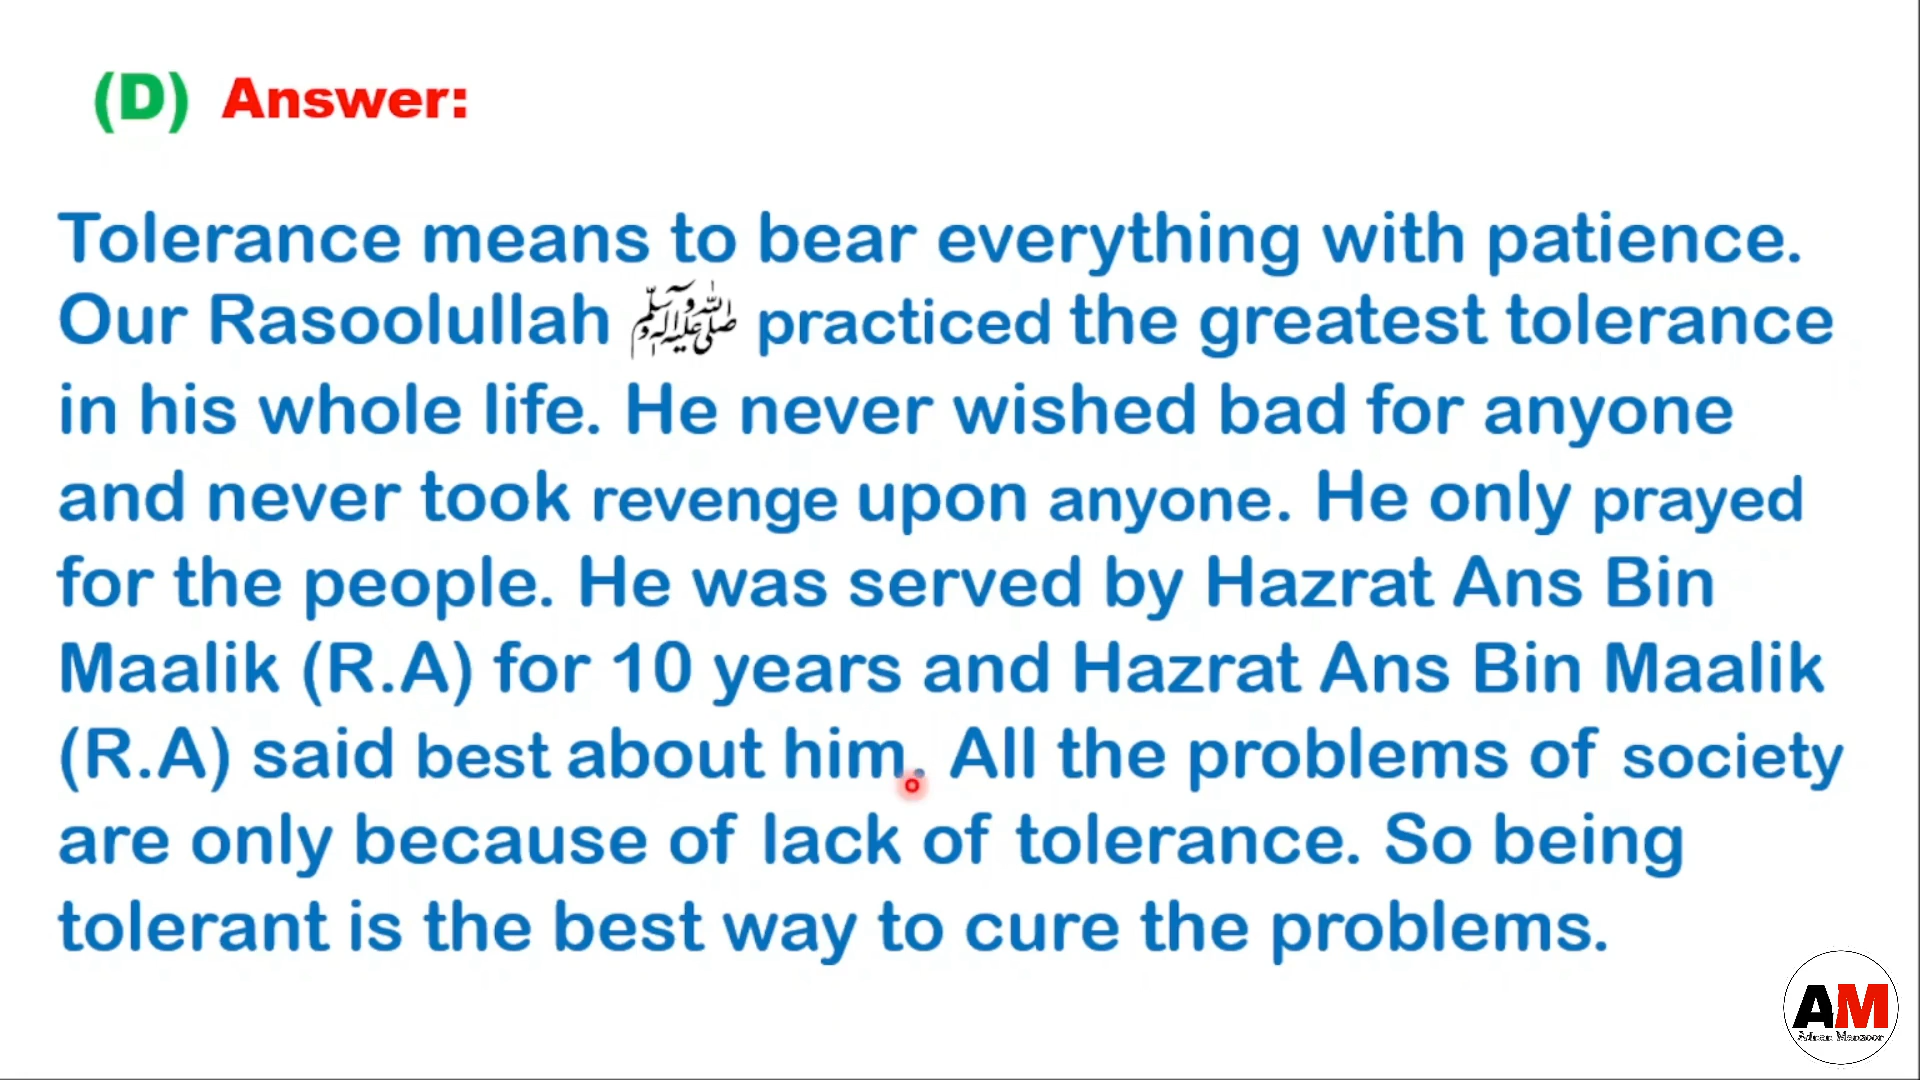 (D) Answer:
Tolerance means to bear everything with patience.
Our Rasoolullah ﷺ practiced the greatest tolerance
in his whole life. He never wished bad for anyone
and never took revenge upon anyone. He only prayed
for the people. He was served by Hazrat Ans Bin
Maalik (R.A) for 10 years and Hazrat Ans Bin Maalik
(R.A) said best about him. All the problems of society
are only because of lack of tolerance. So being
tolerant is the best way to cure the problems.
AM
Adnan Manzoor